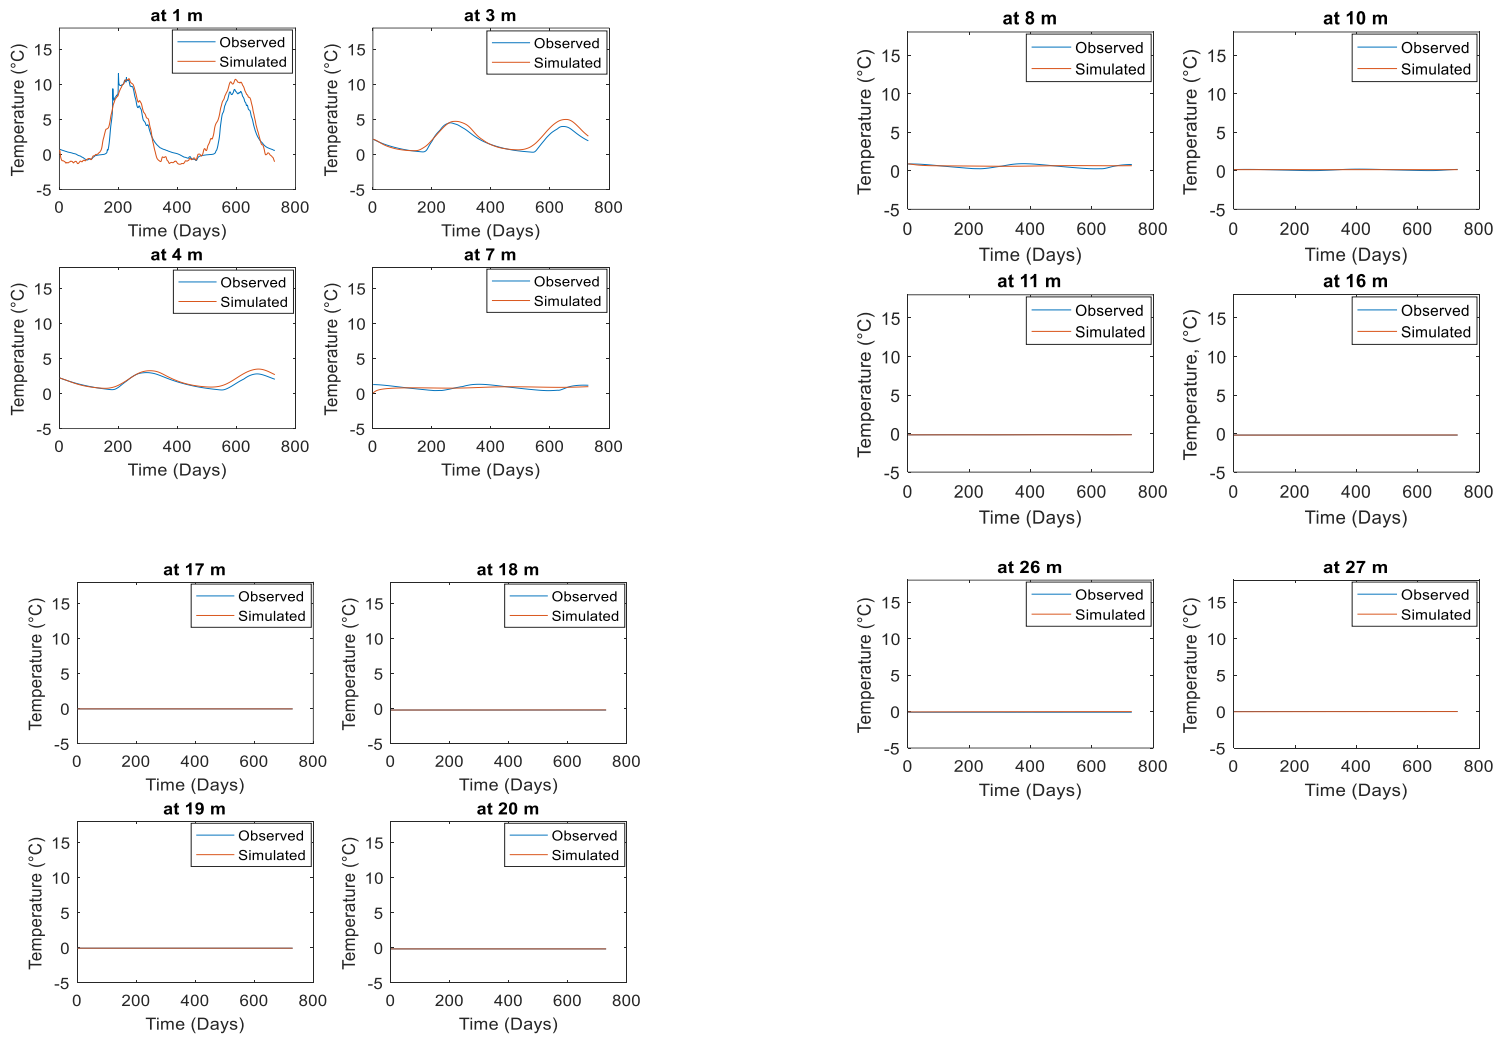 at 1 m
Temperature (°C)
15
10
5
0
-5
0 200 400 600 800
Time (Days)
Observed
Simulated
at 3 m
Temperature (°C)
15
10
5
0
-5
0 200 400 600 800
Time (Days)
Observed
Simulated
at 4 m
Temperature (°C)
15
10
5
0
-5
0 200 400 600 800
Time (Days)
Observed
Simulated
at 7 m
Temperature (°C)
15
10
5
0
-5
0 200 400 600 800
Time (Days)
Observed
Simulated
at 8 m
Temperature (°C)
15
10
5
0
-5
0 200 400 600 800
Time (Days)
Observed
Simulated
at 10 m
Temperature (°C)
15
10
5
0
-5
0 200 400 600 800
Time (Days)
Observed
Simulated
at 11 m
Temperature (°C)
15
10
5
0
-5
0 200 400 600 800
Time (Days)
Observed
Simulated
at 16 m
Temperature, (°C)
15
10
5
0
-5
0 200 400 600 800
Time (Days)
Observed
Simulated
at 17 m
Temperature (°C)
15
10
5
0
-5
0 200 400 600 800
Time (Days)
Observed
Simulated
at 18 m
Temperature (°C)
15
10
5
0
-5
0 200 400 600 800
Time (Days)
Observed
Simulated
at 19 m
Temperature (°C)
15
10
5
0
-5
0 200 400 600 800
Time (Days)
Observed
Simulated
at 20 m
Temperature (°C)
15
10
5
0
-5
0 200 400 600 800
Time (Days)
Observed
Simulated
at 26 m
Temperature (°C)
15
10
5
0
-5
0 200 400 600 800
Time (Days)
Observed
Simulated
at 27 m
Temperature (°C)
15
10
5
0
-5
0 200 400 600 800
Time (Days)
Observed
Simulated